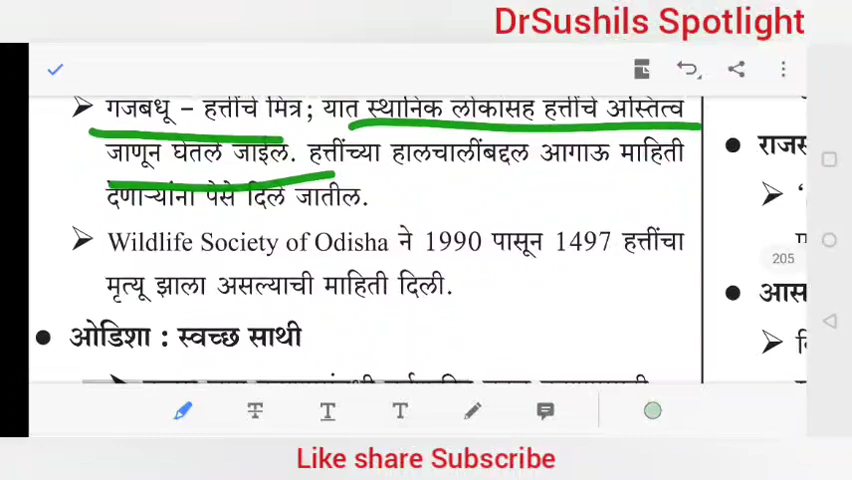 DrSushils Spotlight
➤ गजबंधू – हत्तींचे मित्र; यात स्थानिक लोकांसह हत्तींचे अस्तित्व
जाणून घेतले जाईल. हत्तींच्या हालचालींबद्दल आगाऊ माहिती
देणाऱ्यांना पैसे दिले जातील.
➤ Wildlife Society of Odisha ने 1990 पासून 1497 हत्तींचा
मृत्यू झाला असल्याची माहिती दिली.
● ओडिशा : स्वच्छ साथी
● राजस
205
● आस
Like share Subscribe